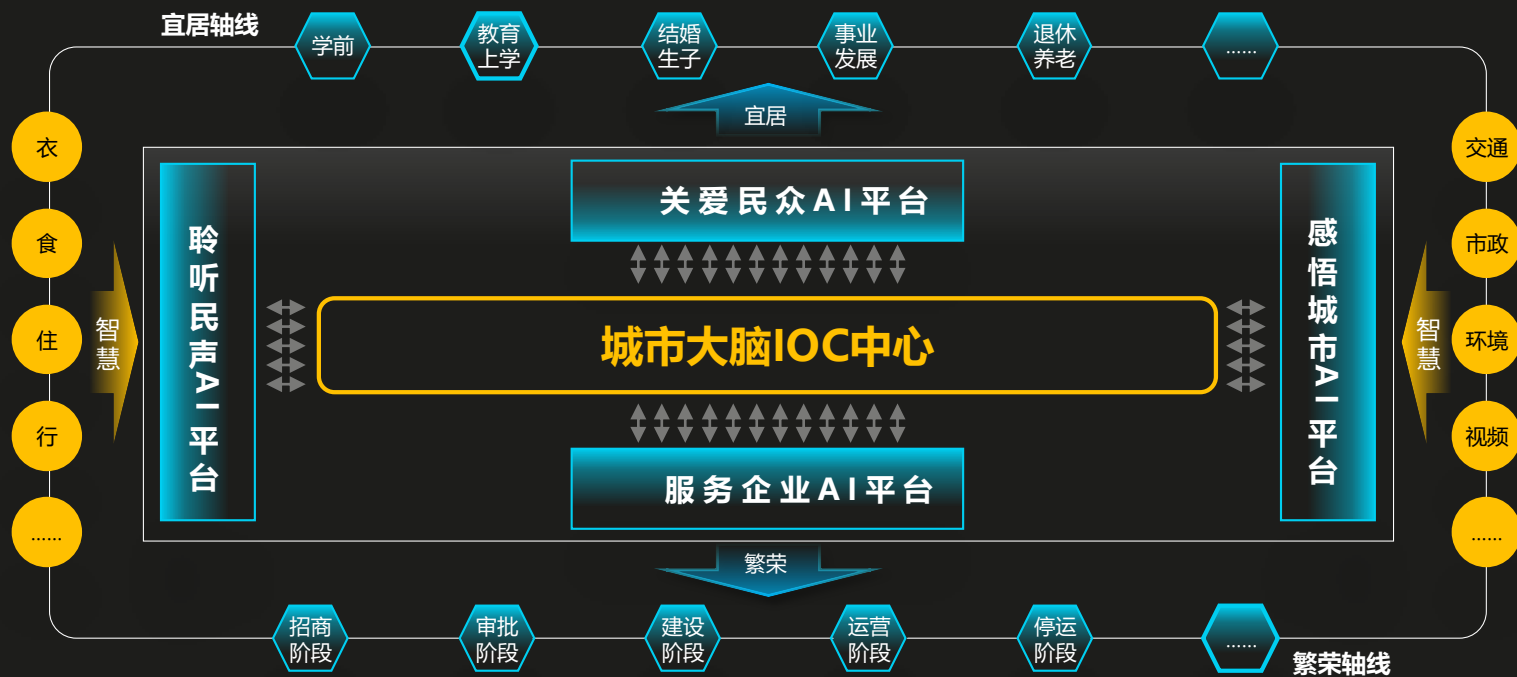 宜居轴线
学前
教育
上学
结婚
生子
事业
发展
退休
养老
......
宜居
衣
食
住
行
......
智慧
聆听民声AI平台
关爱民众AI平台
城市大脑IOC中心
服务企业AI平台
感悟城市AI平台
智慧
交通
市政
环境
视频
......
繁荣
招商
阶段
审批
阶段
建设
阶段
运营
阶段
停运
阶段
......
繁荣轴线